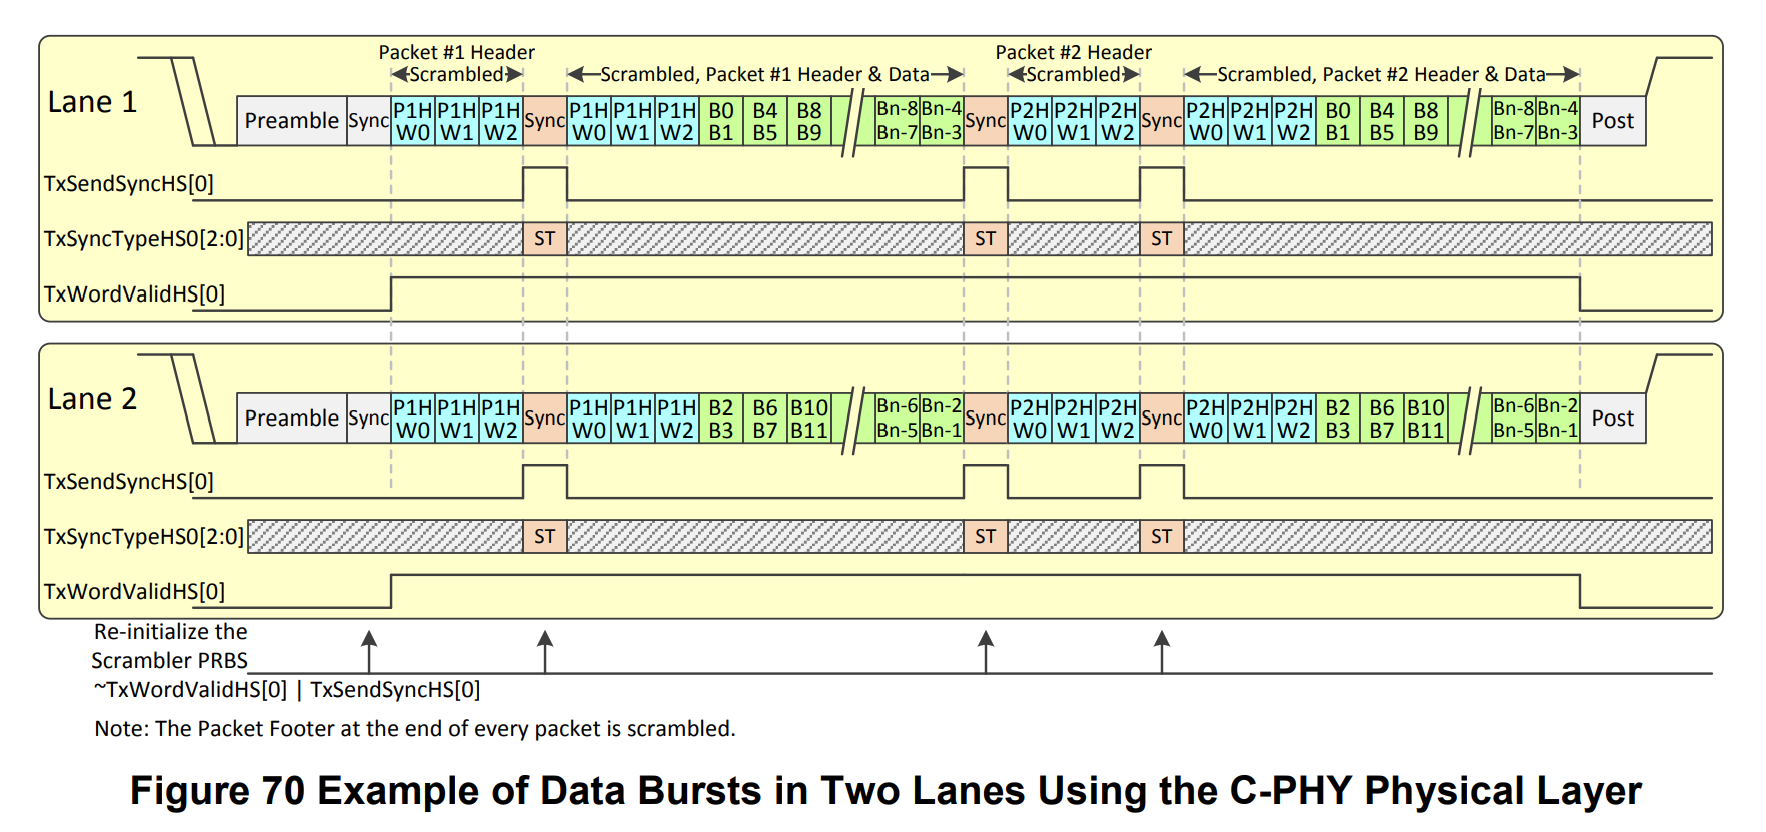 Packet #1 Header
Packet #2 Header
Scrambled
Scrambled, Packet #1 Header & Data
Scrambled
Scrambled, Packet #2 Header & Data
Lane 1
Preamble Sync P1H W0 P1H W1 P1H W2 Sync P1H W0 P1H W1 P1H W2 B0 B1 B4 B5 B8 B9 Bn-8 Bn-7 Bn-4 Bn-3 Sync P2H W0 P2H W1 P2H W2 Sync P2H W0 P2H W1 P2H W2 B0 B1 B4 B5 B8 B9 Bn-8 Bn-7 Bn-4 Bn-3 Post
TxSendSyncHS[0]
TxSyncTypeHS0[2:0] ST ST ST
TxWordValidHS[0]
Lane 2
Preamble Sync P1H W0 P1H W1 P1H W2 Sync P1H W0 P1H W1 P1H W2 B2 B3 B6 B7 B10 B11 Bn-6 Bn-5 Bn-2 Bn-1 Sync P2H W0 P2H W1 P2H W2 Sync P2H W0 P2H W1 P2H W2 B2 B3 B6 B7 B10 B11 Bn-6 Bn-5 Bn-2 Bn-1 Post
TxSendSyncHS[0]
TxSyncTypeHS0[2:0] ST ST ST
TxWordValidHS[0]
Re-initialize the
Scrambler PRBS
~TxWordValidHS[0] | TxSendSyncHS[0]
Note: The Packet Footer at the end of every packet is scrambled.
Figure 70 Example of Data Bursts in Two Lanes Using the C-PHY Physical Layer